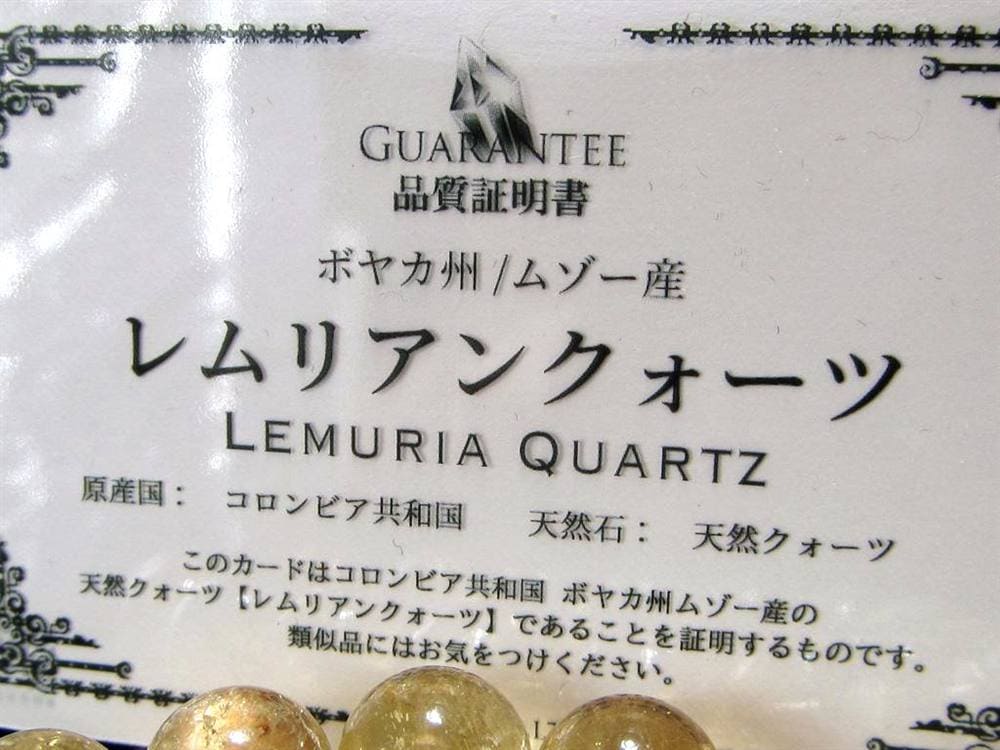 GUARANTEE
品質証明書
ボヤカ州/ムゾー産
レムリアンクォーツ
LEMURIA QUARTZ
原産国： コロンビア共和国 天然石： 天然クォーツ
このカードはコロンビア共和国 ボヤカ州ムゾー産の
天然クォーツ【レムリアンクォーツ】であることを証明するものです。
類似品にはお気をつけください。